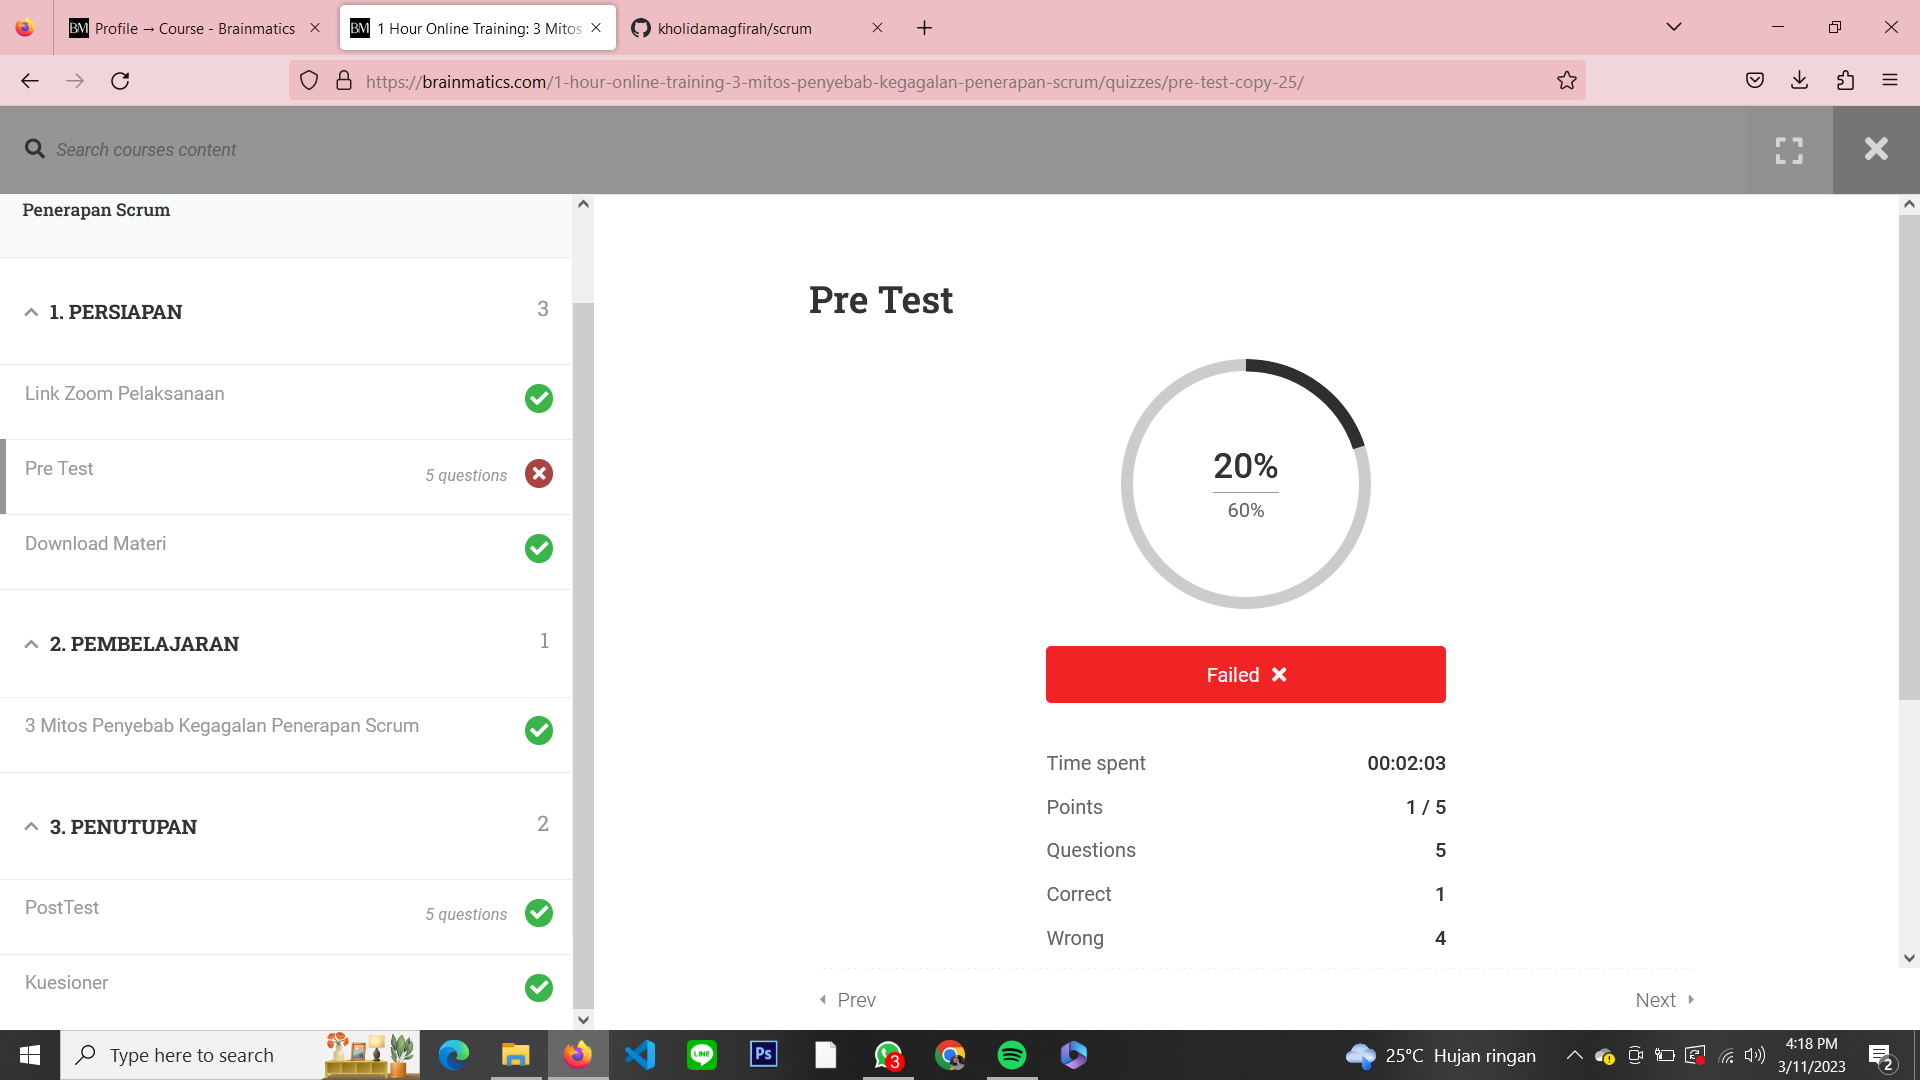 Profile → Course - Brainmatics
1 Hour Online Training: 3 Mitos
kholidamagfirah/scrum
https://brainmatics.com/1-hour-online-training-3-mitos-penyebab-kegagalan-penerapan-scrum/quizzes/pre-test-copy-25/
Search courses content
Penerapan Scrum
1. PERSIAPAN 3
Link Zoom Pelaksanaan
Pre Test 5 questions
Download Materi
2. PEMBELAJARAN 1
3 Mitos Penyebab Kegagalan Penerapan Scrum
3. PENUTUPAN 2
PostTest 5 questions
Kuesioner
Pre Test
20%
60%
Failed
Time spent 00:02:03
Points 1 / 5
Questions 5
Correct 1
Wrong 4
Prev
Next
Type here to search
LINE
Ps
3
25°C Hujan ringan
4:18 PM
3/11/2023
2